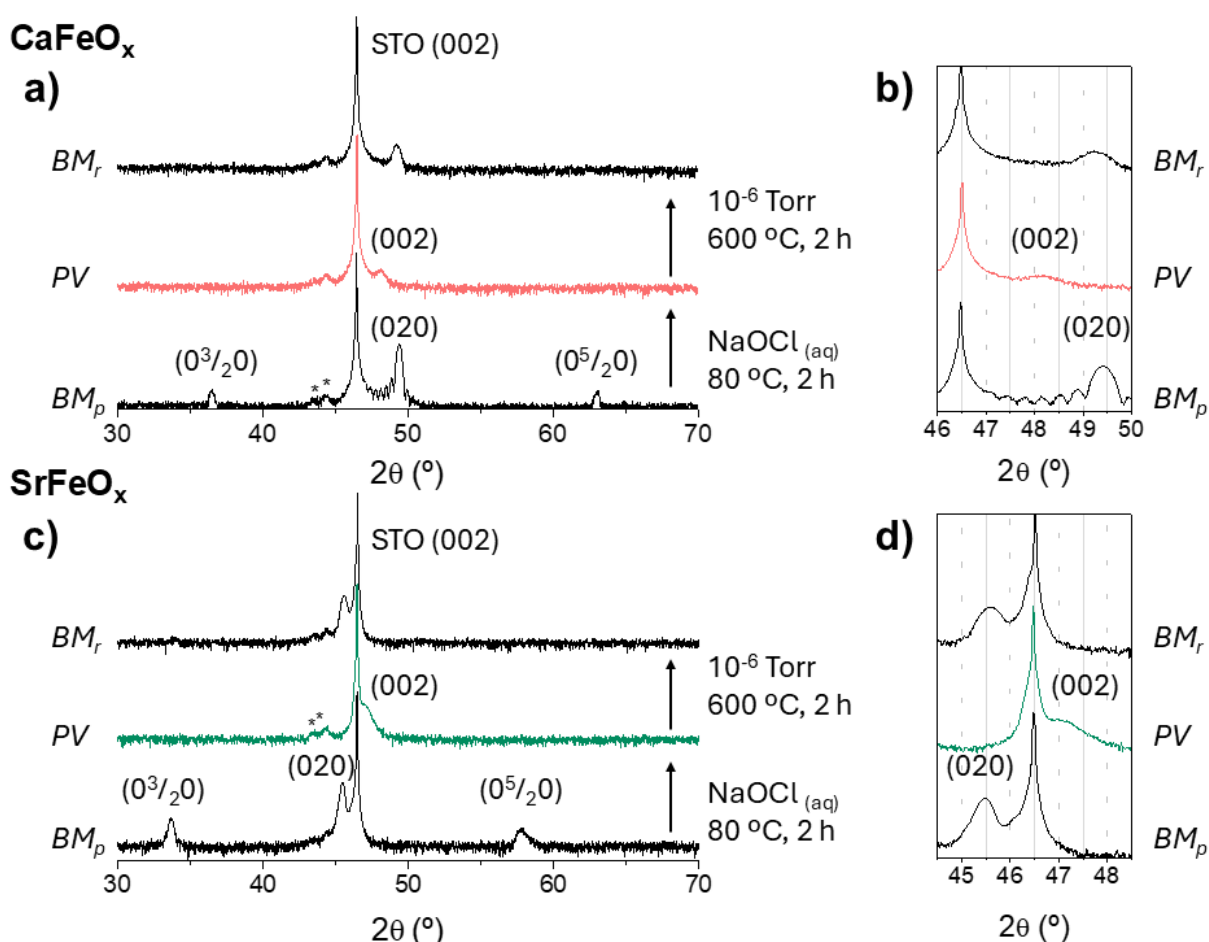 CaFeOₓ
a)
STO (002)
BMᵣ
10⁻⁶ Torr
600 ºC, 2 h
(002)
PV
(020)
NaOCl (aq)
80 ºC, 2 h
(0³/₂0)
* *
(0⁵/₂0)
BMₚ
30 40 50 60 70
2θ (º)
b)
BMᵣ
(002)
PV
(020)
BMₚ
46 47 48 49 50
2θ (º)
SrFeOₓ
c)
STO (002)
BMᵣ
10⁻⁶ Torr
600 ºC, 2 h
(002)
* *
PV
(020)
NaOCl (aq)
80 ºC, 2 h
(0³/₂0)
(0⁵/₂0)
BMₚ
30 40 50 60 70
2θ (º)
d)
BMᵣ
(002)
PV
(020)
BMₚ
45 46 47 48
2θ (º)